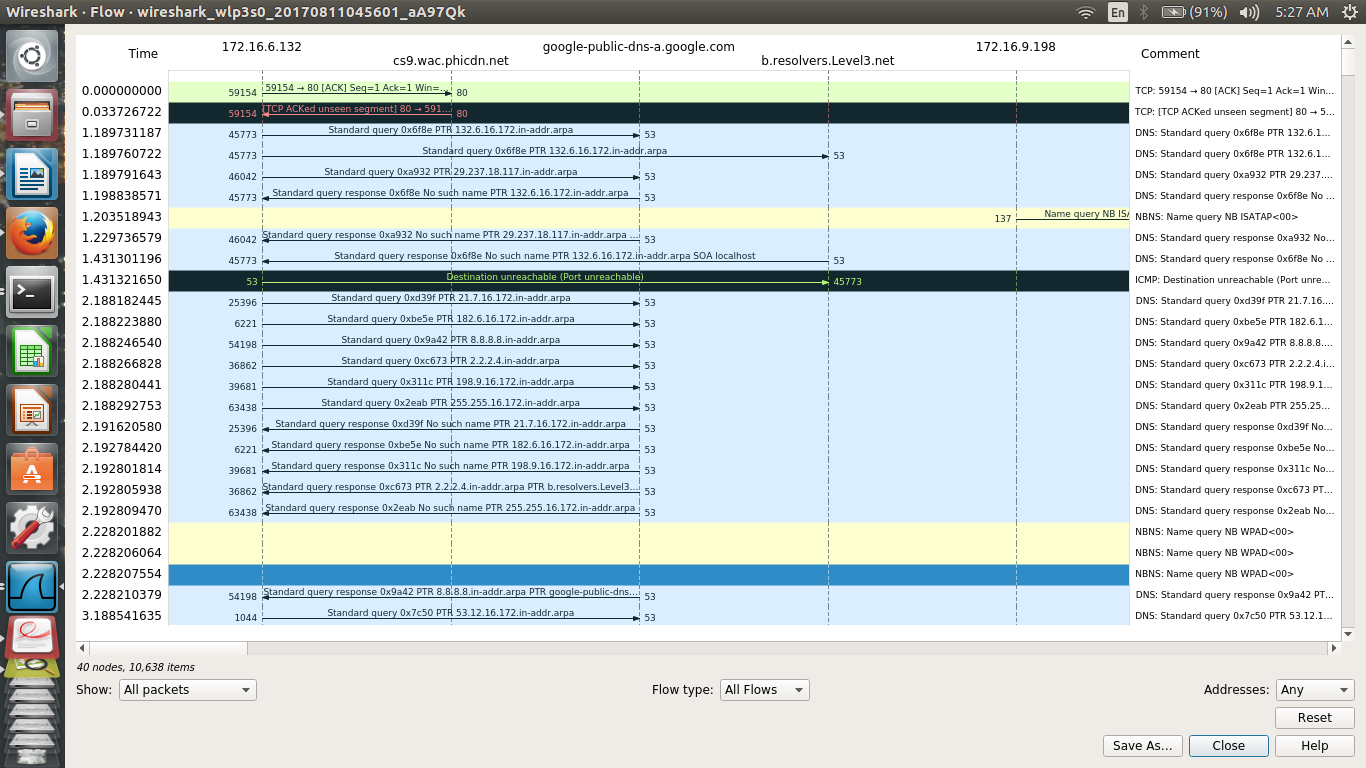 Wireshark · Flow · wireshark_wlp3s0_20170811045601_aA97Qk
En
(91%)
5:27 AM
Time
172.16.6.132
cs9.wac.phicdn.net
google-public-dns-a.google.com
b.resolvers.Level3.net
172.16.9.198
Comment
0.000000000 59154 59154 → 80 [ACK] Seq=1 Ack=1 Win=... 80 TCP: 59154 → 80 [ACK] Seq=1 Ack=1 Win...
0.033726722 59154 [TCP ACKed unseen segment] 80 → 591... 80 TCP: [TCP ACKed unseen segment] 80 → 5...
1.189731187 45773 Standard query 0x6f8e PTR 132.6.16.172.in-addr.arpa 53 DNS: Standard query 0x6f8e PTR 132.6.1...
1.189760722 45773 Standard query 0x6f8e PTR 132.6.16.172.in-addr.arpa 53 DNS: Standard query 0x6f8e PTR 132.6.1...
1.189791643 46042 Standard query 0xa932 PTR 29.237.18.117.in-addr.arpa 53 DNS: Standard query 0xa932 PTR 29.237....
1.198838571 45773 Standard query response 0x6f8e No such name PTR 132.6.16.172.in-addr.arpa 53 DNS: Standard query response 0x6f8e No ...
1.203518943 137 Name query NB ISA NBNS: Name query NB ISATAP<00>
1.229736579 46042 Standard query response 0xa932 No such name PTR 29.237.18.117.in-addr.arpa ... 53 DNS: Standard query response 0xa932 No...
1.431301196 45773 Standard query response 0x6f8e No such name PTR 132.6.16.172.in-addr.arpa SOA localhost 53 DNS: Standard query response 0x6f8e No ...
1.431321650 53 Destination unreachable (Port unreachable) 45773 ICMP: Destination unreachable (Port unre...
2.188182445 25396 Standard query 0xd39f PTR 21.7.16.172.in-addr.arpa 53 DNS: Standard query 0xd39f PTR 21.7.16....
2.188223880 6221 Standard query 0xbe5e PTR 182.6.16.172.in-addr.arpa 53 DNS: Standard query 0xbe5e PTR 182.6.1...
2.188246540 54198 Standard query 0x9a42 PTR 8.8.8.8.in-addr.arpa 53 DNS: Standard query 0x9a42 PTR 8.8.8.8....
2.188266828 36862 Standard query 0xc673 PTR 2.2.2.4.in-addr.arpa 53 DNS: Standard query 0xc673 PTR 2.2.2.4.i...
2.188280441 39681 Standard query 0x311c PTR 198.9.16.172.in-addr.arpa 53 DNS: Standard query 0x311c PTR 198.9.1...
2.188292753 63438 Standard query 0x2eab PTR 255.255.16.172.in-addr.arpa 53 DNS: Standard query 0x2eab PTR 255.25...
2.191620580 25396 Standard query response 0xd39f No such name PTR 21.7.16.172.in-addr.arpa 53 DNS: Standard query response 0xd39f No...
2.192784420 6221 Standard query response 0xbe5e No such name PTR 182.6.16.172.in-addr.arpa 53 DNS: Standard query response 0xbe5e No...
2.192801814 39681 Standard query response 0x311c No such name PTR 198.9.16.172.in-addr.arpa 53 DNS: Standard query response 0x311c No...
2.192805938 36862 Standard query response 0xc673 PTR 2.2.2.4.in-addr.arpa PTR b.resolvers.Level3... 53 DNS: Standard query response 0xc673 PT...
2.192809470 63438 Standard query response 0x2eab No such name PTR 255.255.16.172.in-addr.arpa 53 DNS: Standard query response 0x2eab No...
2.228201882 NBNS: Name query NB WPAD<00>
2.228206064 NBNS: Name query NB WPAD<00>
2.228207554 NBNS: Name query NB WPAD<00>
2.228210379 54198 Standard query response 0x9a42 PTR 8.8.8.8.in-addr.arpa PTR google-public-dns... 53 DNS: Standard query response 0x9a42 PT...
3.188541635 1044 Standard query 0x7c50 PTR 53.12.16.172.in-addr.arpa 53 DNS: Standard query 0x7c50 PTR 53.12.1...
40 nodes, 10,638 items
Show: All packets
Flow type: All Flows
Addresses: Any
Reset
Save As...
Close
Help